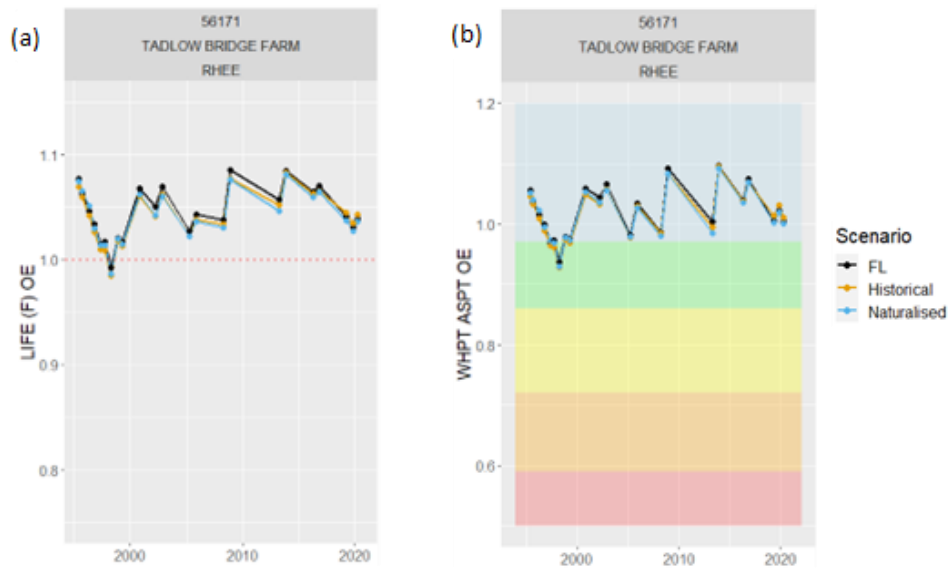 (a)
56171
TADLOW BRIDGE FARM
RHEE
LIFE (F) OE
1.1
1.0
0.9
0.8
2000
2010
2020
(b)
56171
TADLOW BRIDGE FARM
RHEE
WHPT ASPT OE
1.2
1.0
0.8
0.6
2000
2010
2020
Scenario
FL
Historical
Naturalised